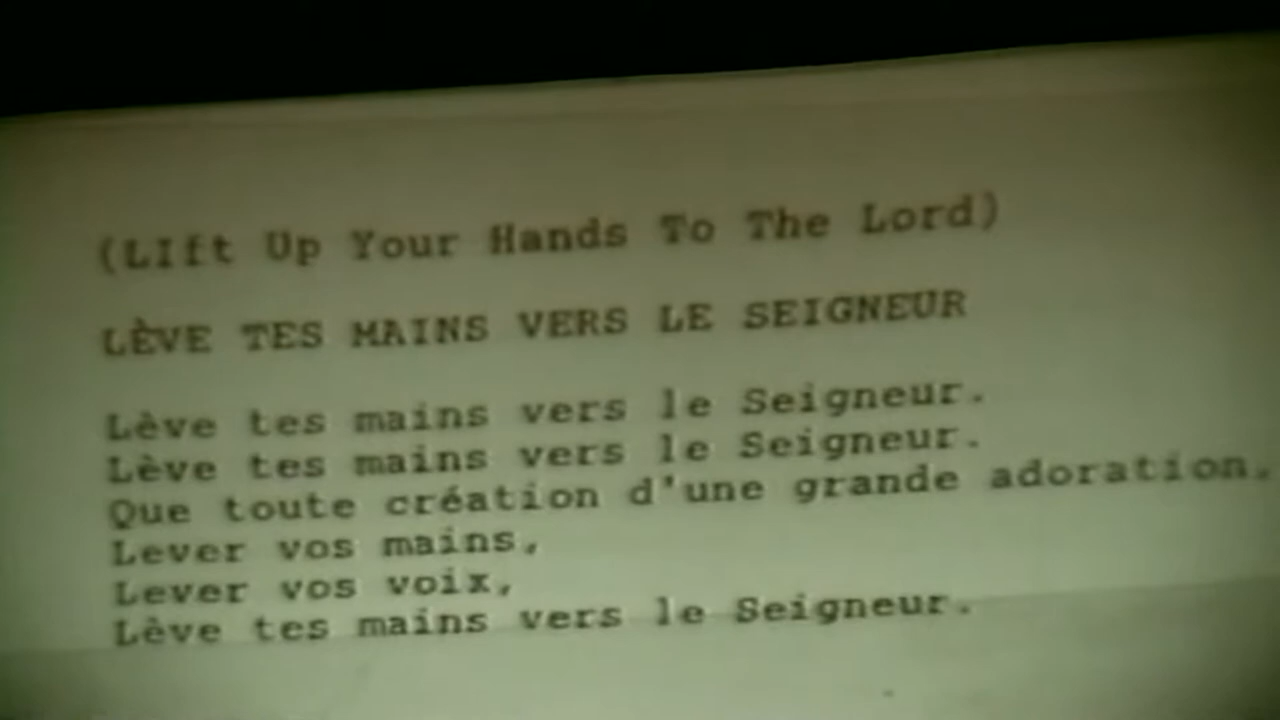 (LIft Up Your Hands To The Lord)
LÈVE TES MAINS VERS LE SEIGNEUR
Lève tes mains vers le Seigneur.
Lève tes mains vers le Seigneur.
Que toute création d'une grande adoration.
Lever vos mains,
Lever vos voix,
Lève tes mains vers le Seigneur.